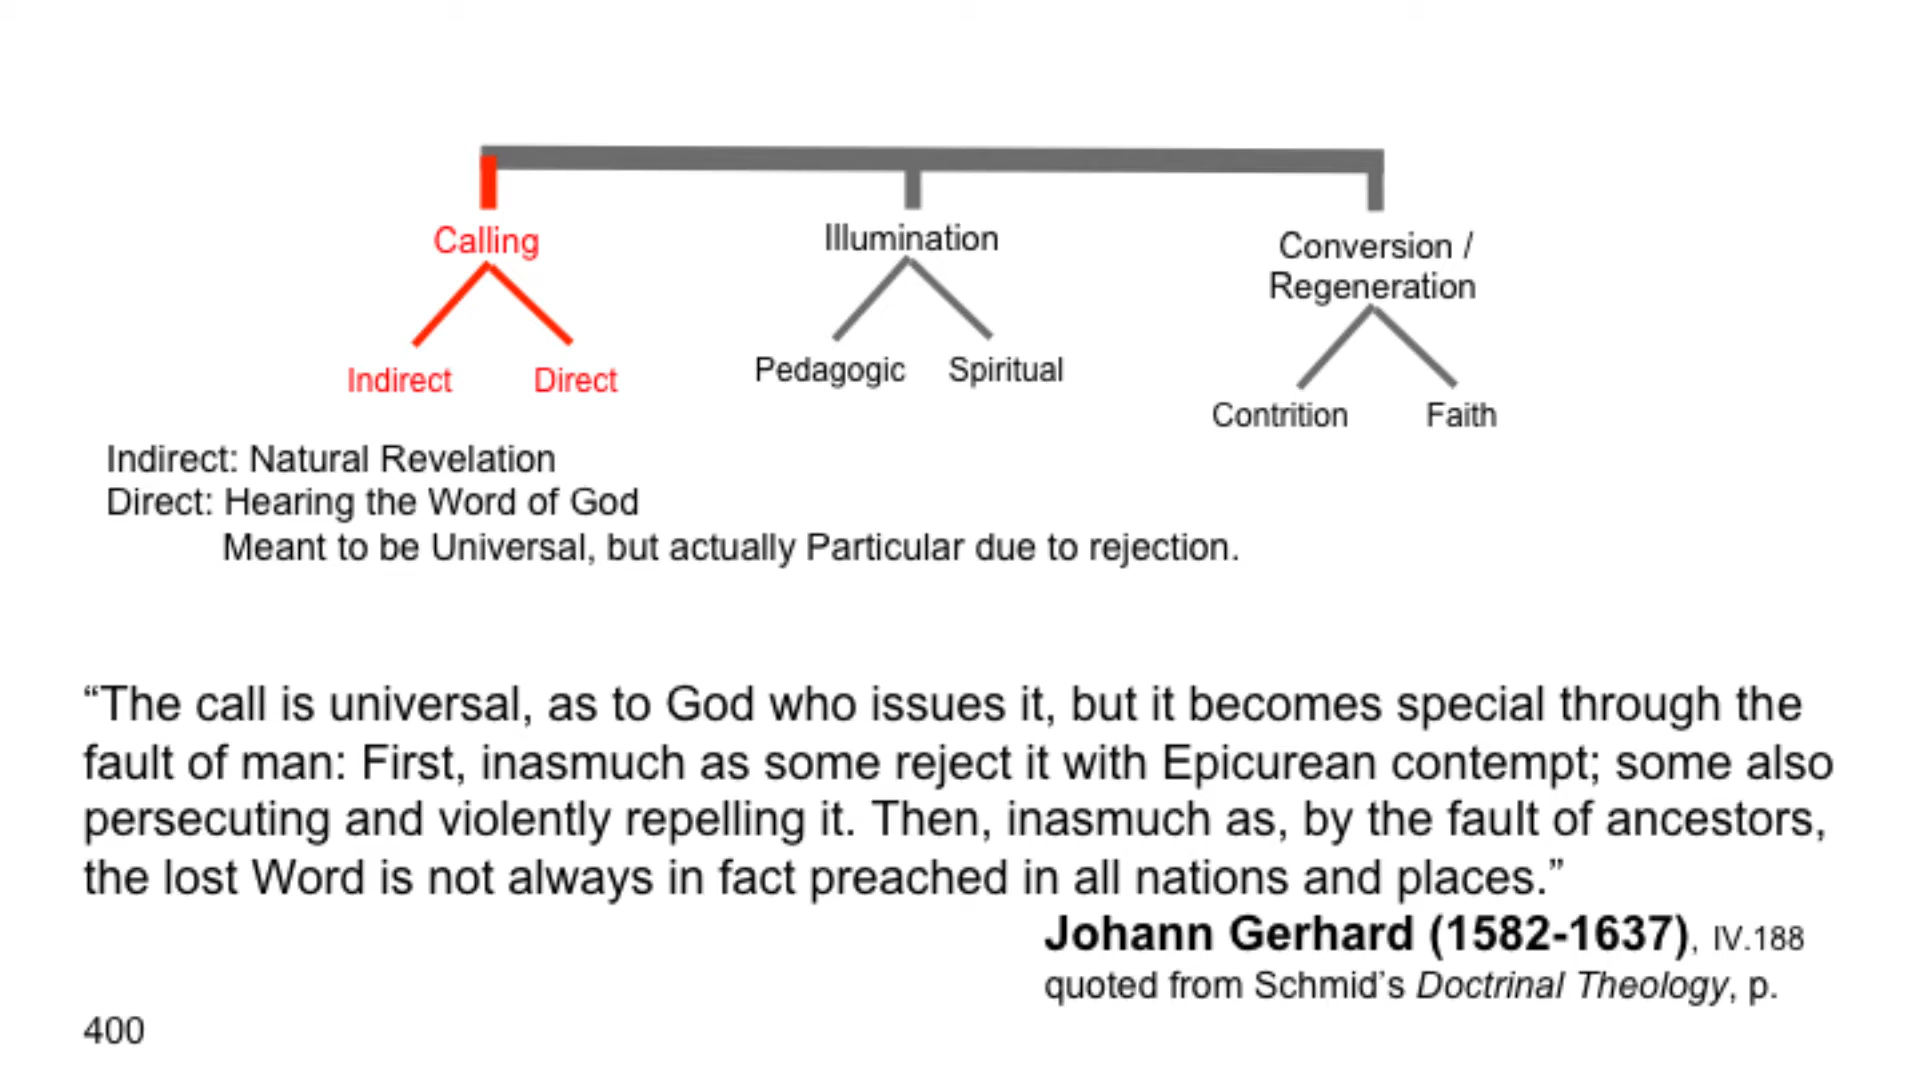 Calling
Illumination
Conversion /
Regeneration
Indirect
Direct
Pedagogic
Spiritual
Contrition
Faith
Indirect: Natural Revelation
Direct: Hearing the Word of God
Meant to be Universal, but actually Particular due to rejection.
“The call is universal, as to God who issues it, but it becomes special through the
fault of man: First, inasmuch as some reject it with Epicurean contempt; some also
persecuting and violently repelling it. Then, inasmuch as, by the fault of ancestors,
the lost Word is not always in fact preached in all nations and places.”
Johann Gerhard (1582-1637), IV.188
quoted from Schmid’s Doctrinal Theology, p.
400